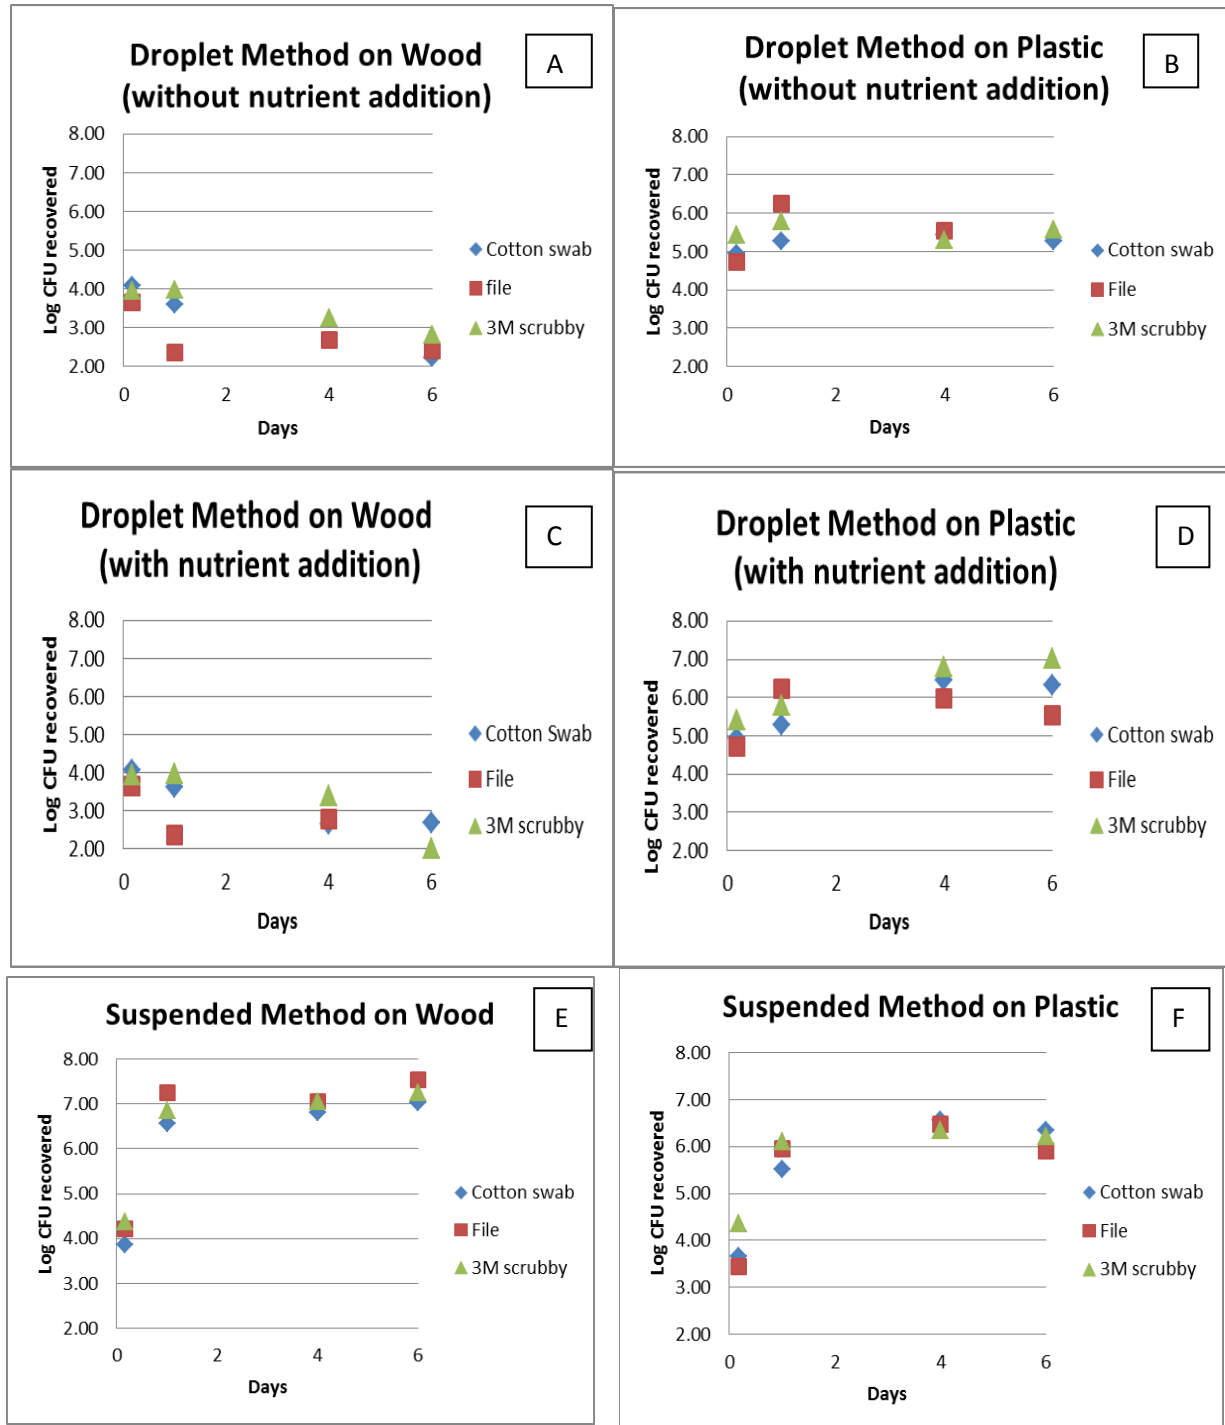 Droplet Method on Wood
(without nutrient addition)
A
8.00
7.00
6.00
5.00
4.00
3.00
2.00
Log CFU recovered
0 2 4 6
Days
Cotton swab
file
3M scrubby
Droplet Method on Plastic
(without nutrient addition)
B
8.00
7.00
6.00
5.00
4.00
3.00
2.00
Log CFU recovered
0 2 4 6
Days
Cotton swab
File
3M scrubby
Droplet Method on Wood
(with nutrient addition)
C
8.00
7.00
6.00
5.00
4.00
3.00
2.00
Log CFU recovered
0 2 4 6
Days
Cotton Swab
File
3M scrubby
Droplet Method on Plastic
(with nutrient addition)
D
8.00
7.00
6.00
5.00
4.00
3.00
2.00
Log CFU recovered
0 2 4 6
Days
Cotton swab
File
3M scrubby
Suspended Method on Wood
E
8.00
7.00
6.00
5.00
4.00
3.00
2.00
Log CFU recovered
0 2 4 6
Days
Cotton swab
File
3M scrubby
Suspended Method on Plastic
F
8.00
7.00
6.00
5.00
4.00
3.00
2.00
Log CFU recovered
0 2 4 6
Days
Cotton swab
File
3M scrubby